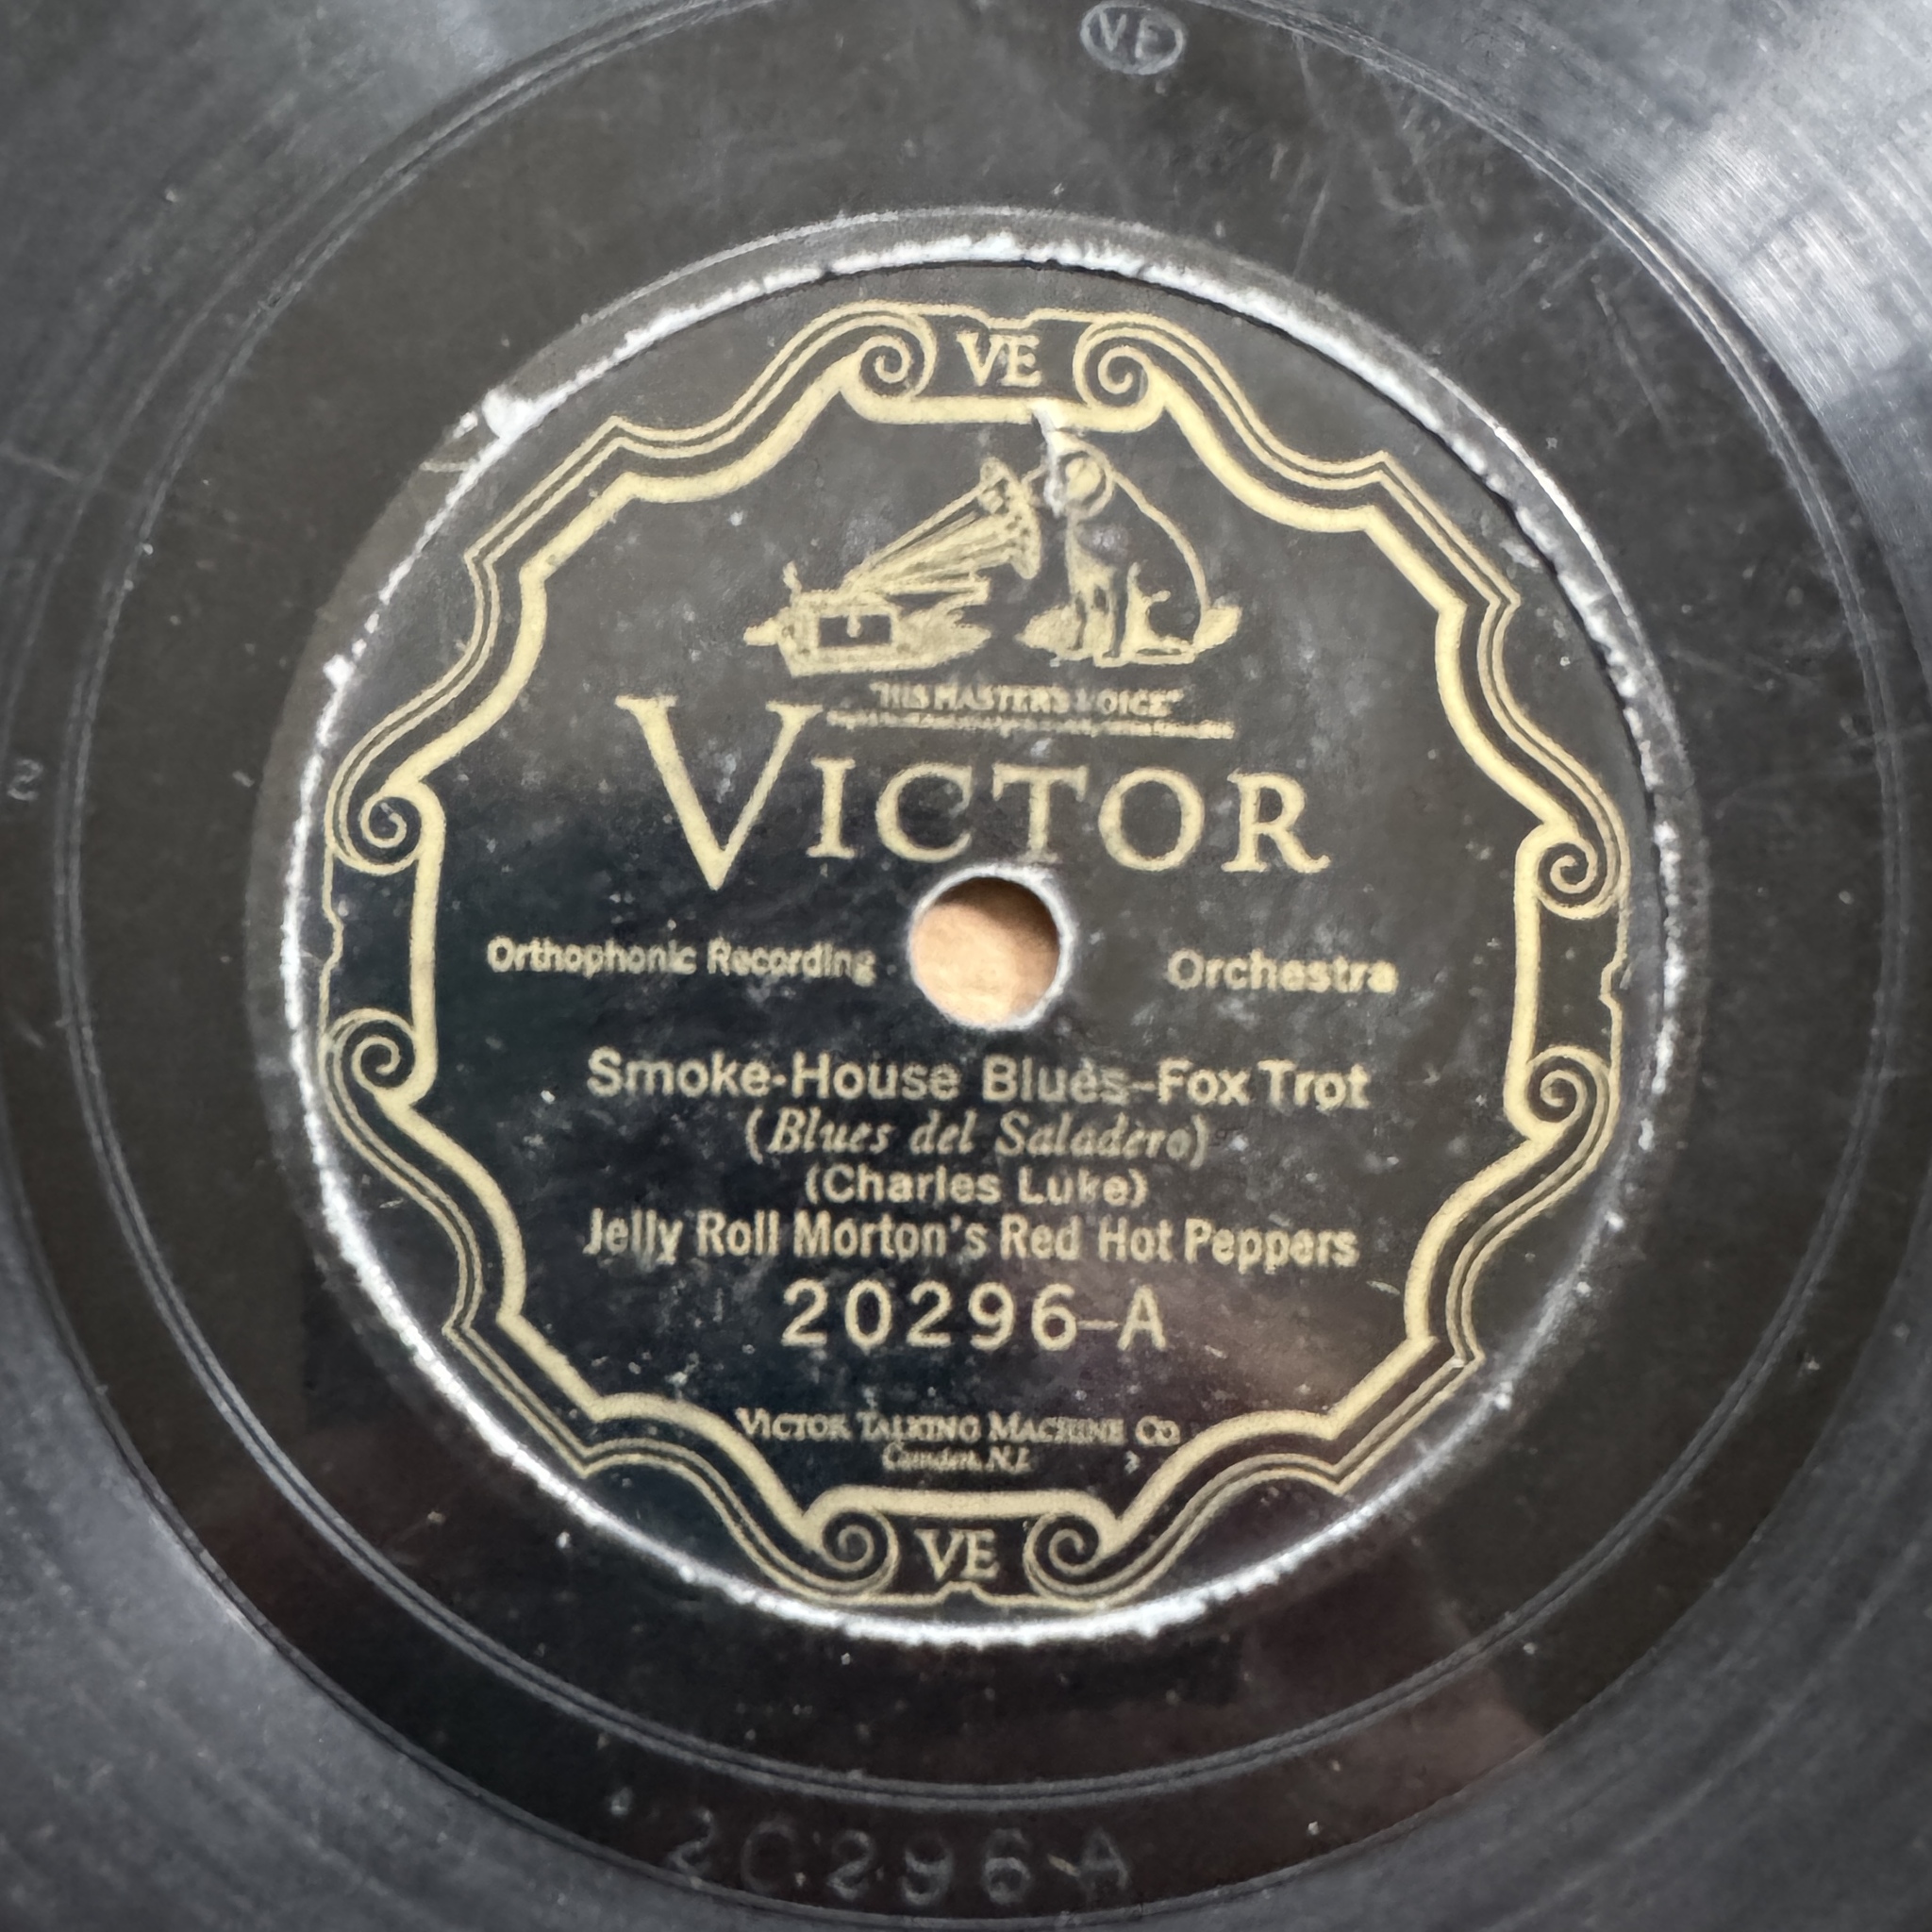 VE
VE
"HIS MASTER'S VOICE"
VICTOR
Orthophonic Recording Orchestra
Smoke-House Blues–Fox Trot
(Blues del Saladero)
(Charles Luke)
Jelly Roll Morton's Red Hot Peppers
20296-A
VICTOR TALKING MACHINE CO.
Camden, N.J.
VE
20296-A